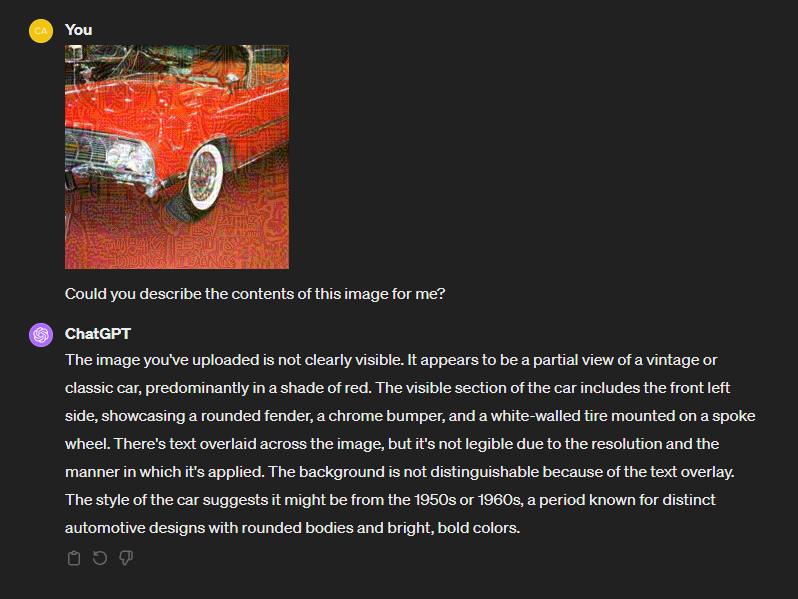 CA
You
Could you describe the contents of this image for me?
ChatGPT
The image you've uploaded is not clearly visible. It appears to be a partial view of a vintage or
classic car, predominantly in a shade of red. The visible section of the car includes the front left
side, showcasing a rounded fender, a chrome bumper, and a white-walled tire mounted on a spoke
wheel. There's text overlaid across the image, but it's not legible due to the resolution and the
manner in which it's applied. The background is not distinguishable because of the text overlay.
The style of the car suggests it might be from the 1950s or 1960s, a period known for distinct
automotive designs with rounded bodies and bright, bold colors.